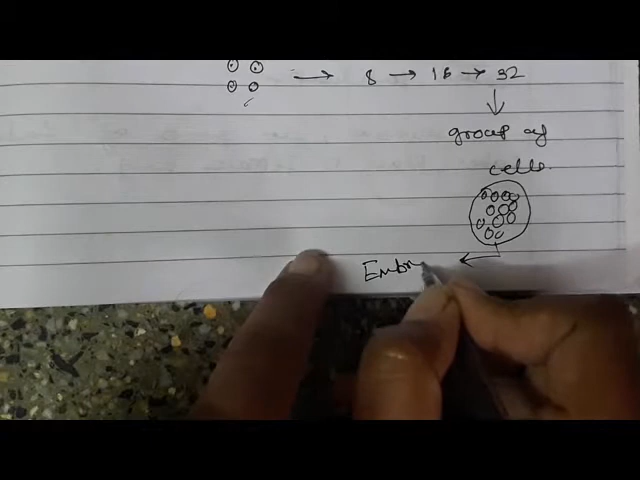 → 8 → 16 → 32
group of
cells.
Embr